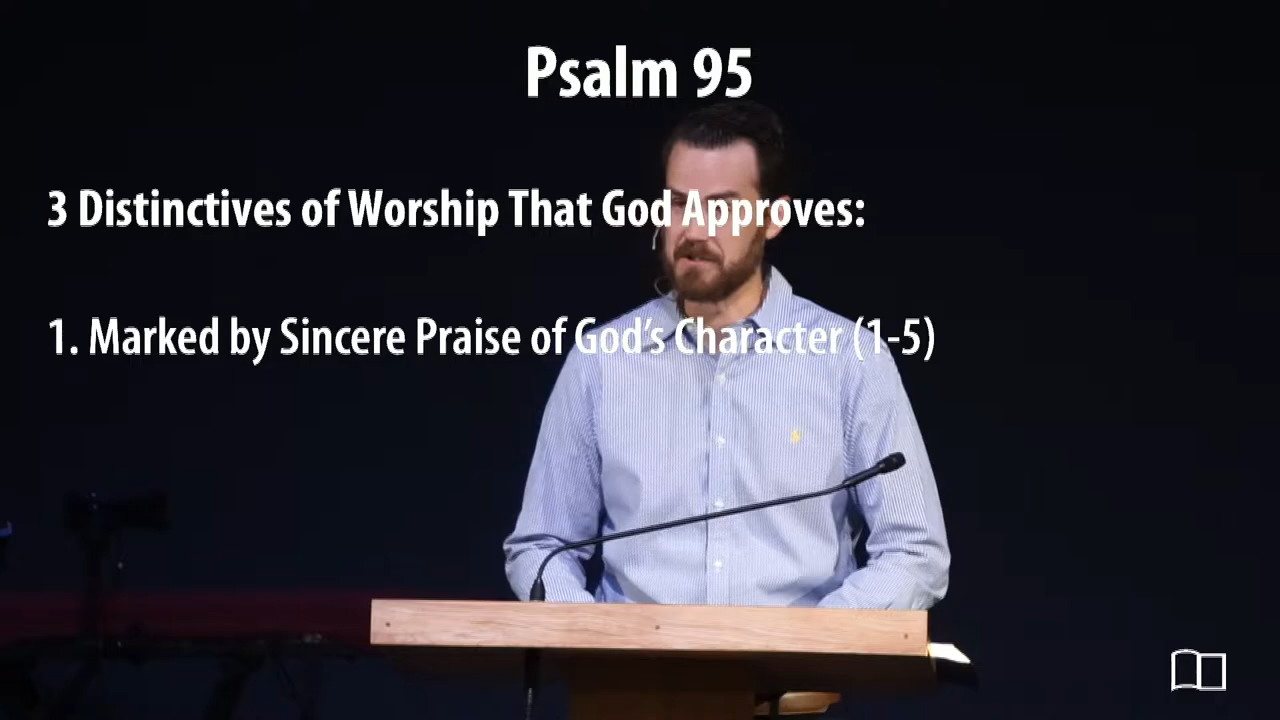 Psalm 95
3 Distinctives of Worship That God Approves:
1. Marked by Sincere Praise of God’s Character (1-5)